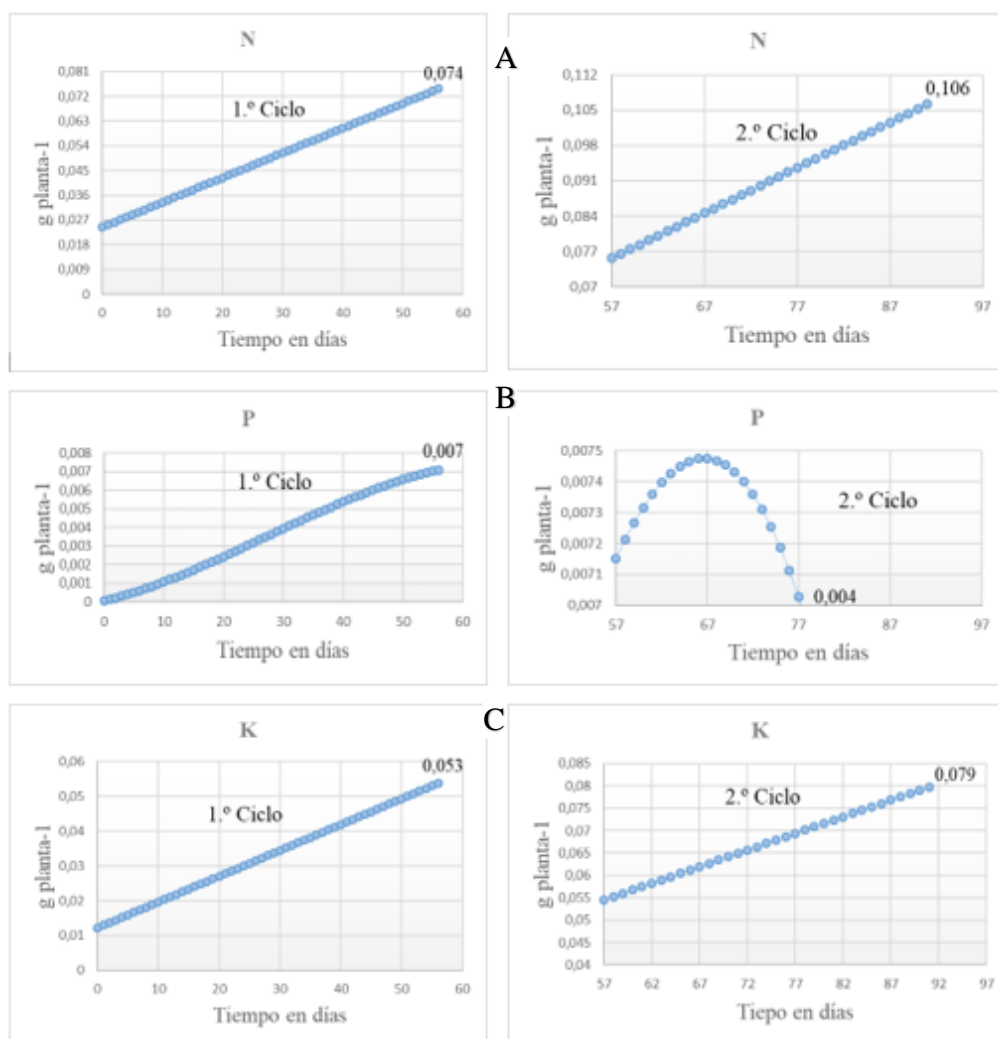 N
g planta-1
0,081
0,072
0,063
0,054
0,045
0,036
0,027
0,018
0,009
0
1.º Ciclo
0,074
0 10 20 30 40 50 60
Tiempo en días
A
N
g planta-1
0,112
0,105
0,098
0,091
0,084
0,077
0,07
2.º Ciclo
0,106
57 67 77 87 97
Tiempo en días
P
g planta-1
0,008
0,007
0,006
0,005
0,004
0,003
0,002
0,001
0
1.º Ciclo
0,007
0 10 20 30 40 50 60
Tiempo en días
B
P
g planta-1
0,0075
0,0074
0,0073
0,0072
0,0071
0,007
2.º Ciclo
0,004
57 67 77 87 97
Tiempo en días
K
g planta-1
0,06
0,05
0,04
0,03
0,02
0,01
0
1.º Ciclo
0,053
0 10 20 30 40 50 60
Tiempo en días
C
K
g planta-1
0,085
0,08
0,075
0,07
0,065
0,06
0,055
0,05
0,045
0,04
2.º Ciclo
0,079
57 62 67 72 77 82 87 92 97
Tiepo en días